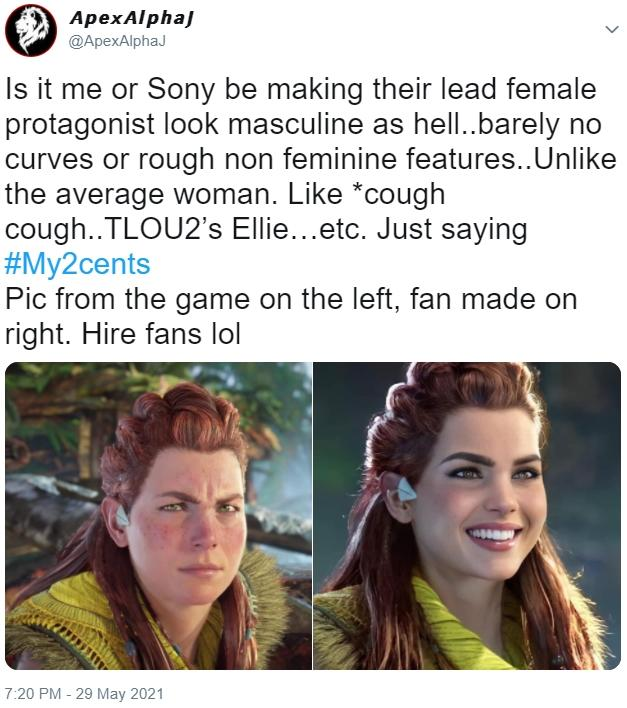 ApexAlphaJ
@ApexAlphaJ
Is it me or Sony be making their lead female
protagonist look masculine as hell..barely no
curves or rough non feminine features..Unlike
the average woman. Like *cough
cough..TLOU2’s Ellie…etc. Just saying
#My2cents
Pic from the game on the left, fan made on
right. Hire fans lol
7:20 PM - 29 May 2021